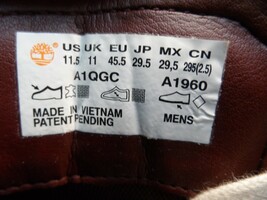 US UK EU JP MX CN
11.5 11 45.5 29.5 29,5 295(2.5)
A1QGC A1960
MADE IN VIETNAM
PATENT PENDING MENS